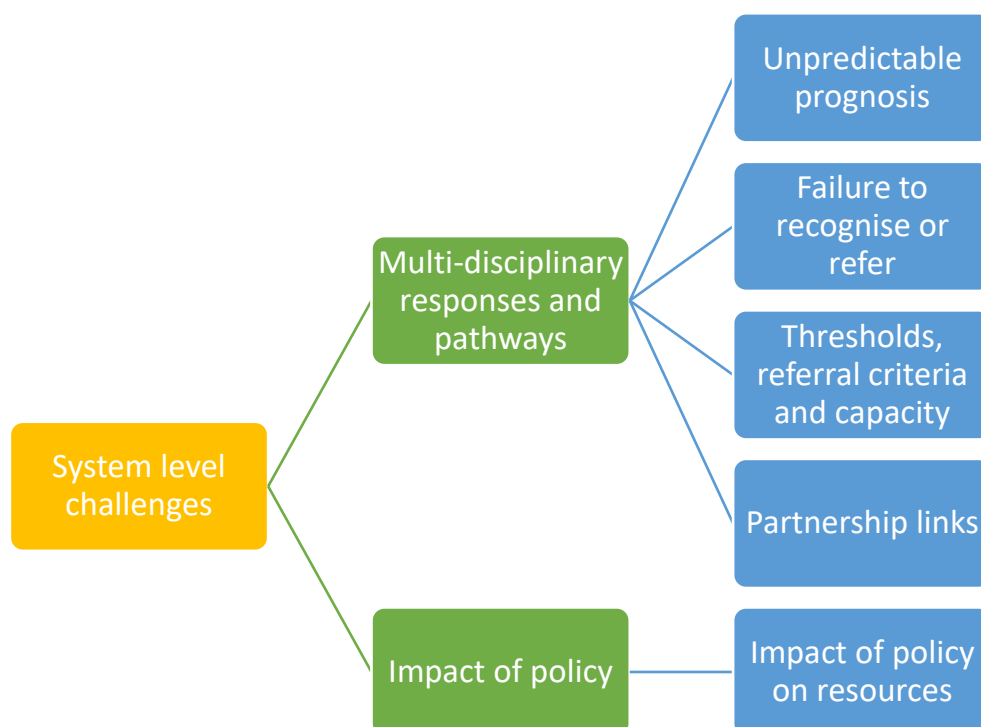 System level
challenges
Multi-disciplinary
responses and
pathways
Unpredictable
prognosis
Failure to
recognise or
refer
Thresholds,
referral criteria
and capacity
Partnership links
Impact of policy
Impact of policy
on resources